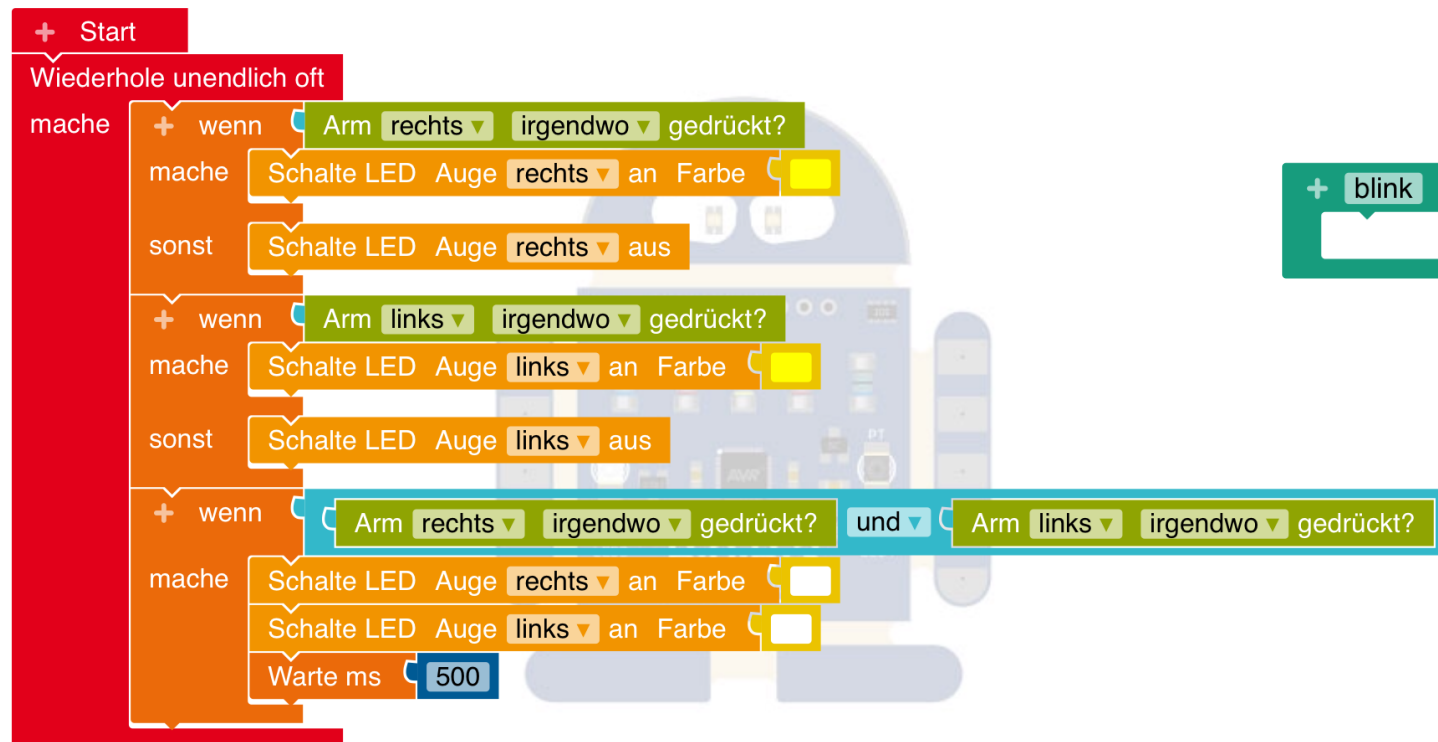 + Start
Wiederhole unendlich oft
mache + wenn Arm rechts ▾ irgendwo ▾ gedrückt?
mache Schalte LED Auge rechts ▾ an Farbe
+ blink
sonst Schalte LED Auge rechts ▾ aus
+ wenn Arm links ▾ irgendwo ▾ gedrückt?
mache Schalte LED Auge links ▾ an Farbe
sonst Schalte LED Auge links ▾ aus
PT
AVR
+ wenn Arm rechts ▾ irgendwo ▾ gedrückt? und ▾ Arm links ▾ irgendwo ▾ gedrückt?
mache Schalte LED Auge rechts ▾ an Farbe
Schalte LED Auge links ▾ an Farbe
Warte ms 500